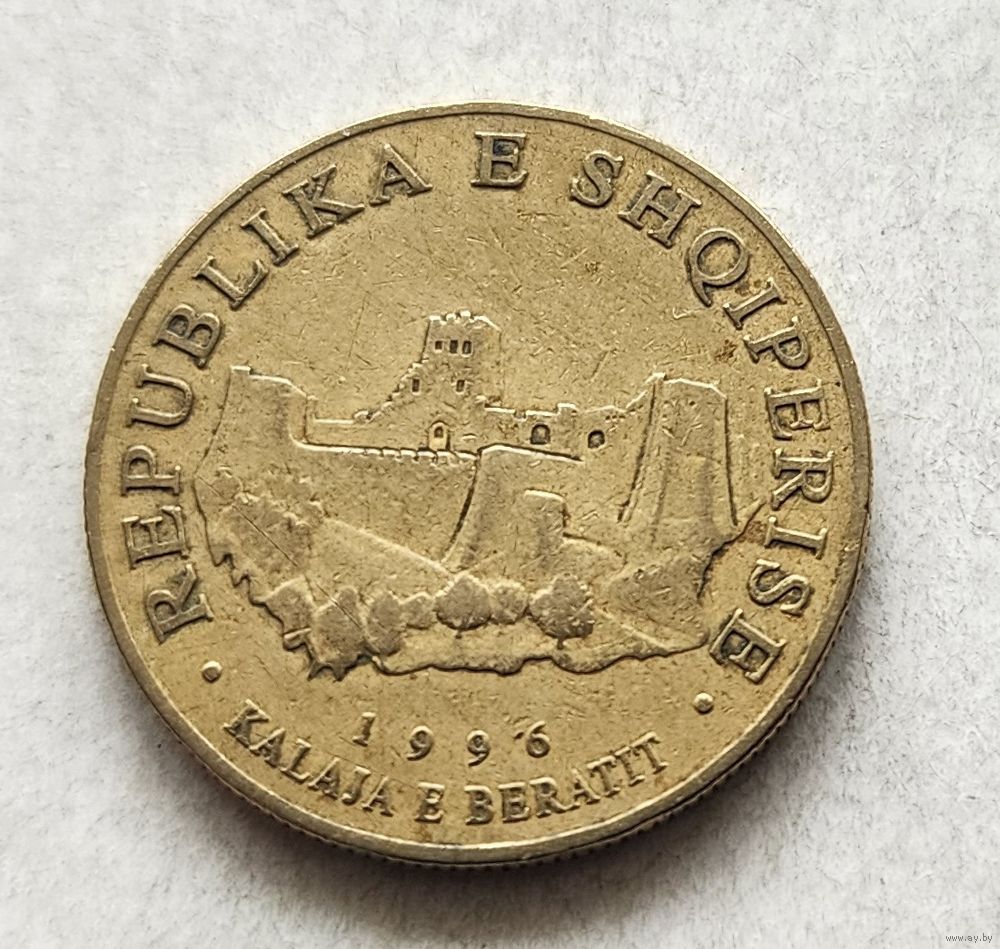 REPUBLIKA E SHQIPERISE
1996
KALAJA E BERATIT
www.ay.by